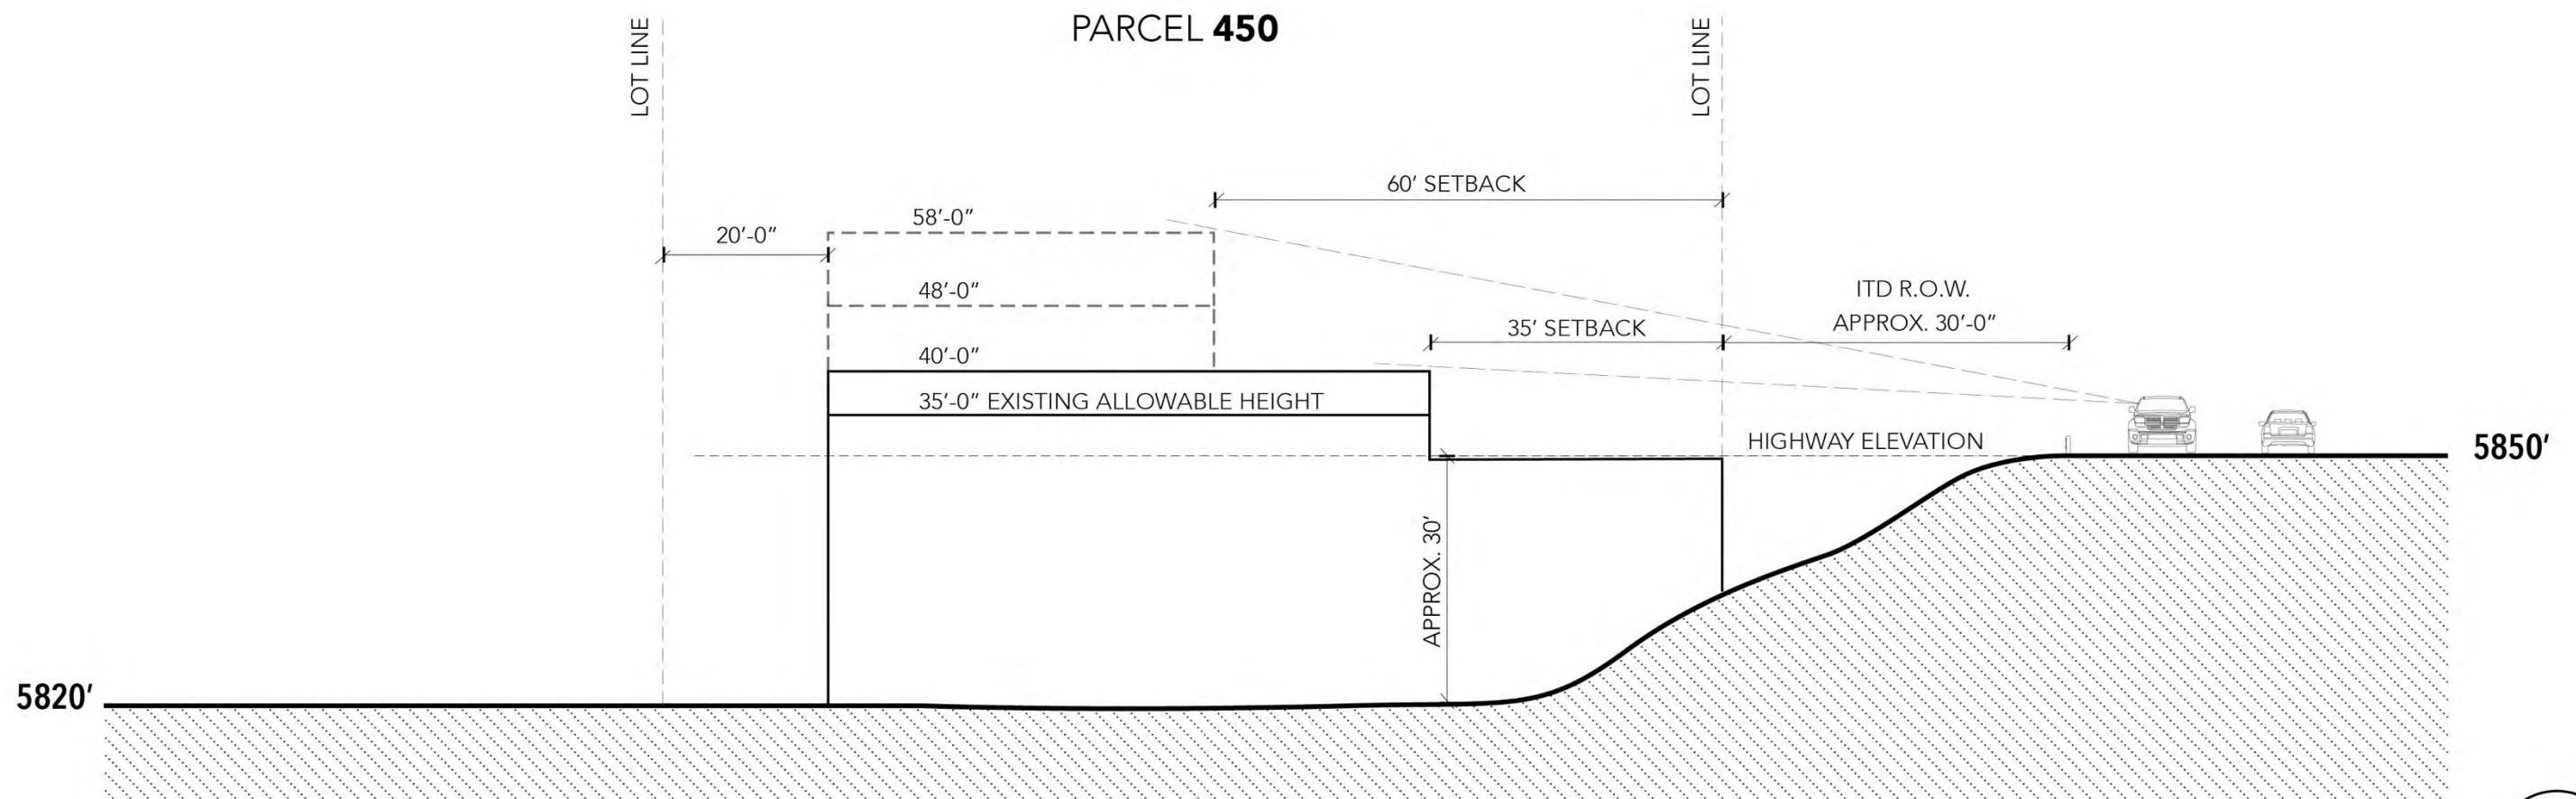 PARCEL 450
LOT LINE
LOT LINE
60’ SETBACK
58’-0”
20’-0”
48’-0”
ITD R.O.W.
APPROX. 30’-0”
35’ SETBACK
40’-0”
35’-0” EXISTING ALLOWABLE HEIGHT
HIGHWAY ELEVATION
5850’
APPROX. 30’
5820’